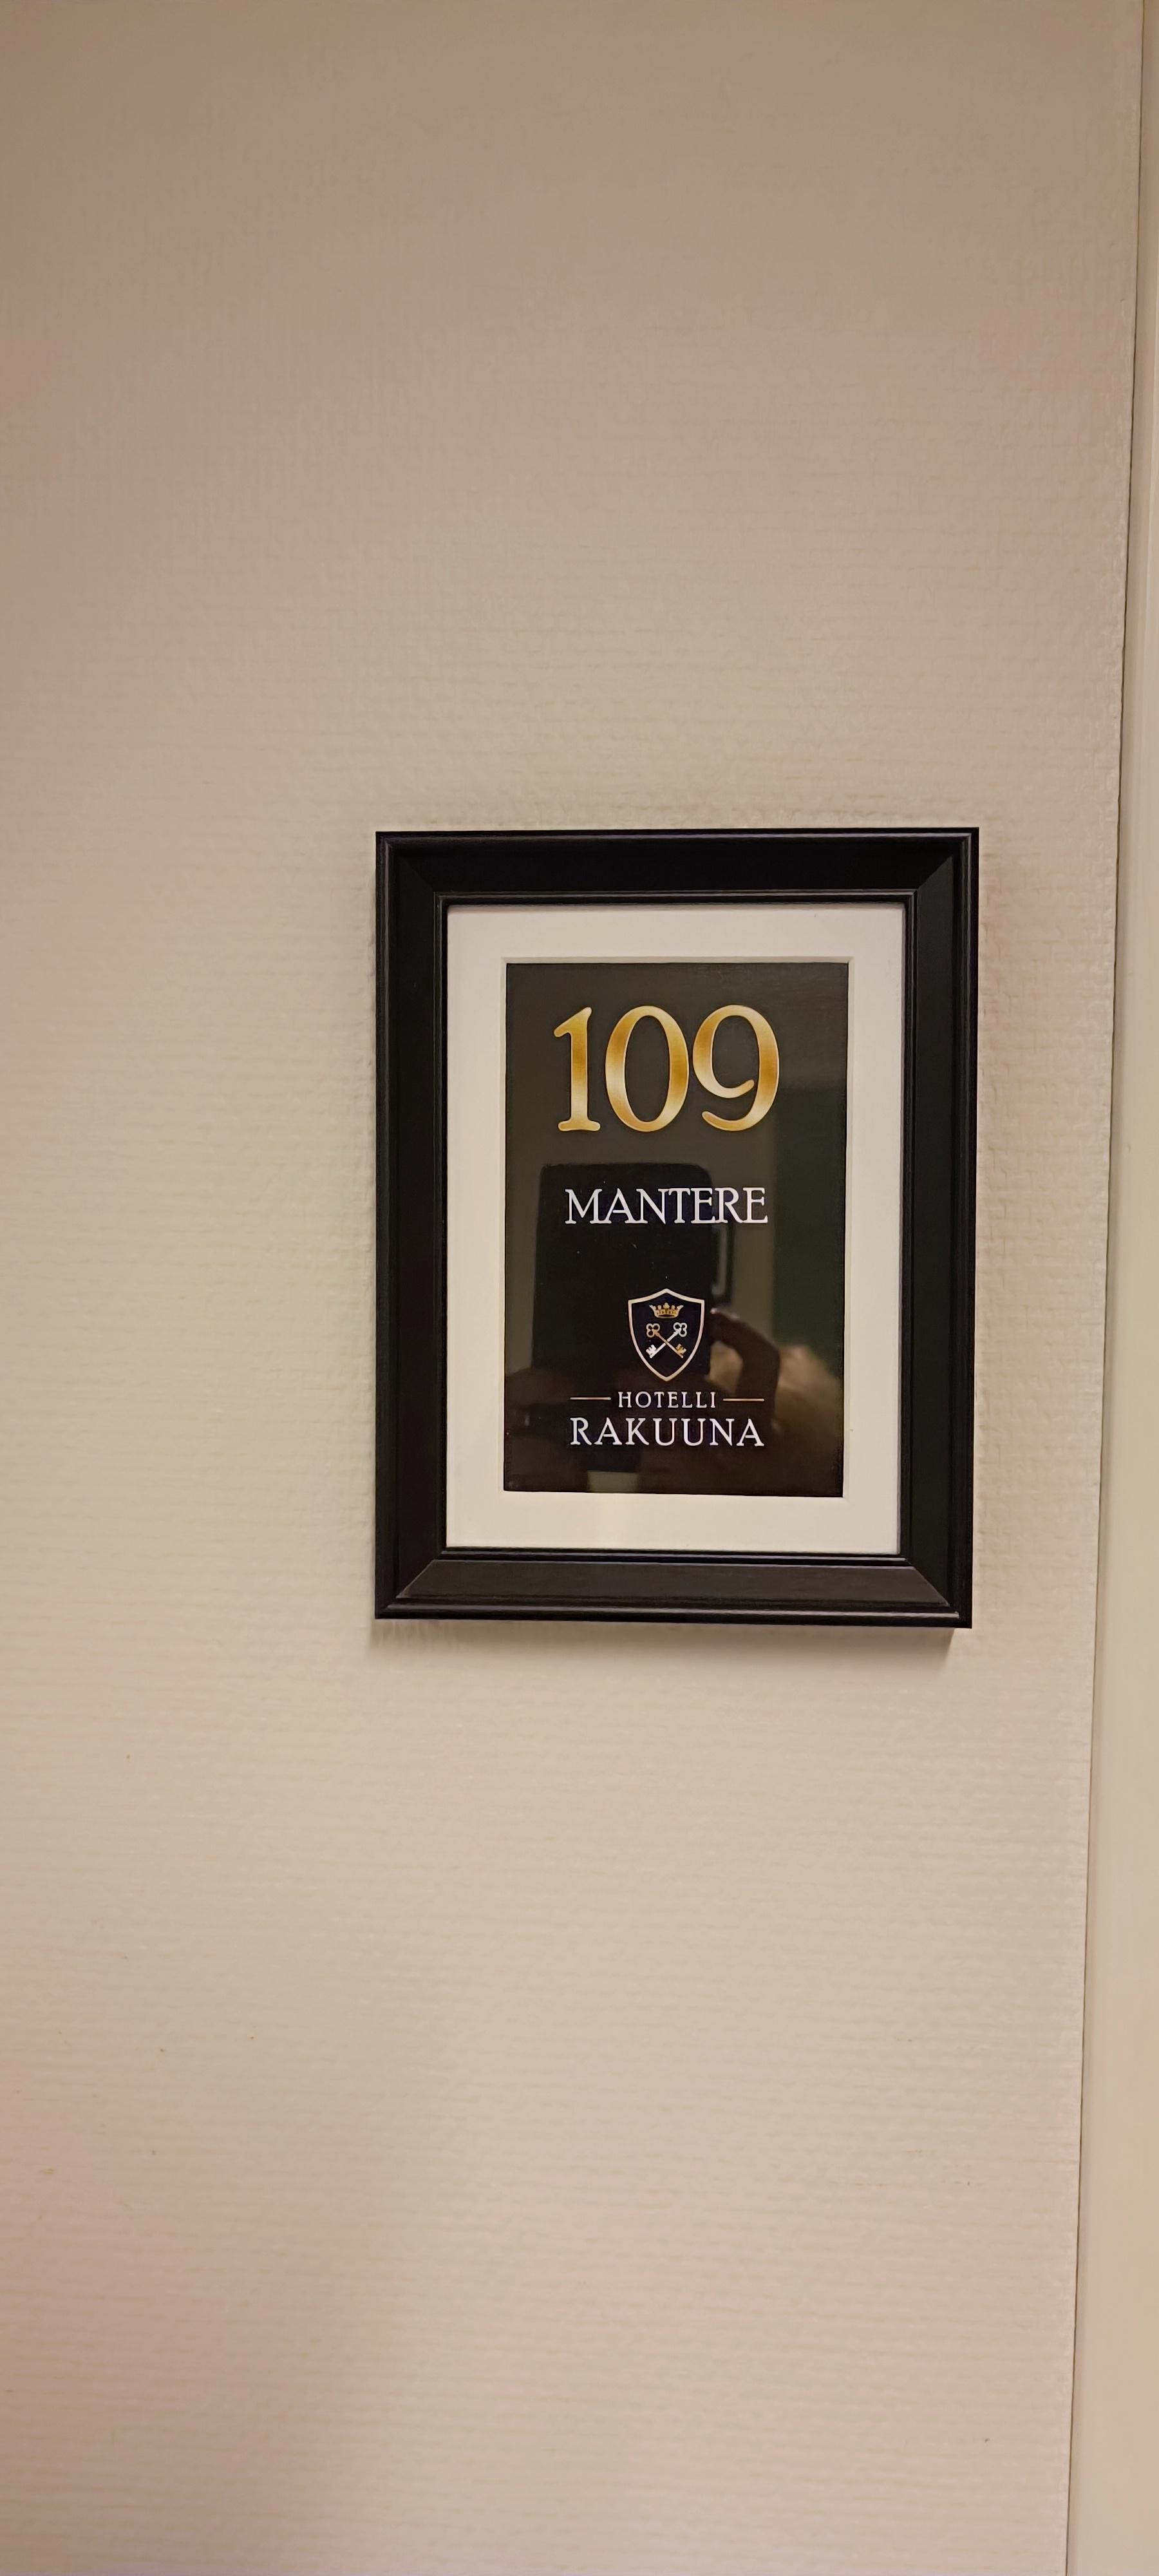 109
MANTERE
HOTELLI
RAKUUNA